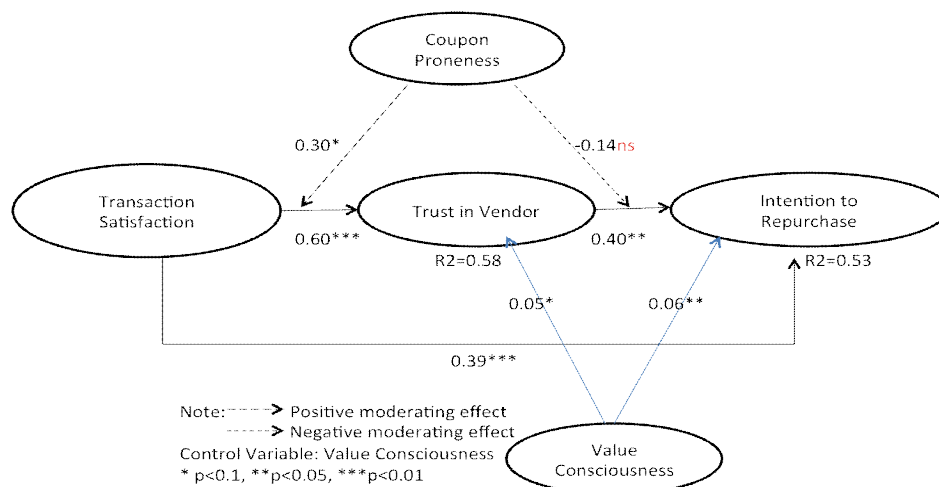 Coupon
Proneness
0.30*
-0.14ns
Transaction
Satisfaction
Trust in Vendor
Intention to
Repurchase
0.60***
0.40**
R2=0.58
R2=0.53
0.05*
0.06**
0.39***
Note:
Positive moderating effect
Negative moderating effect
Control Variable: Value Consciousness
* p<0.1, **p<0.05, ***p<0.01
Value
Consciousness